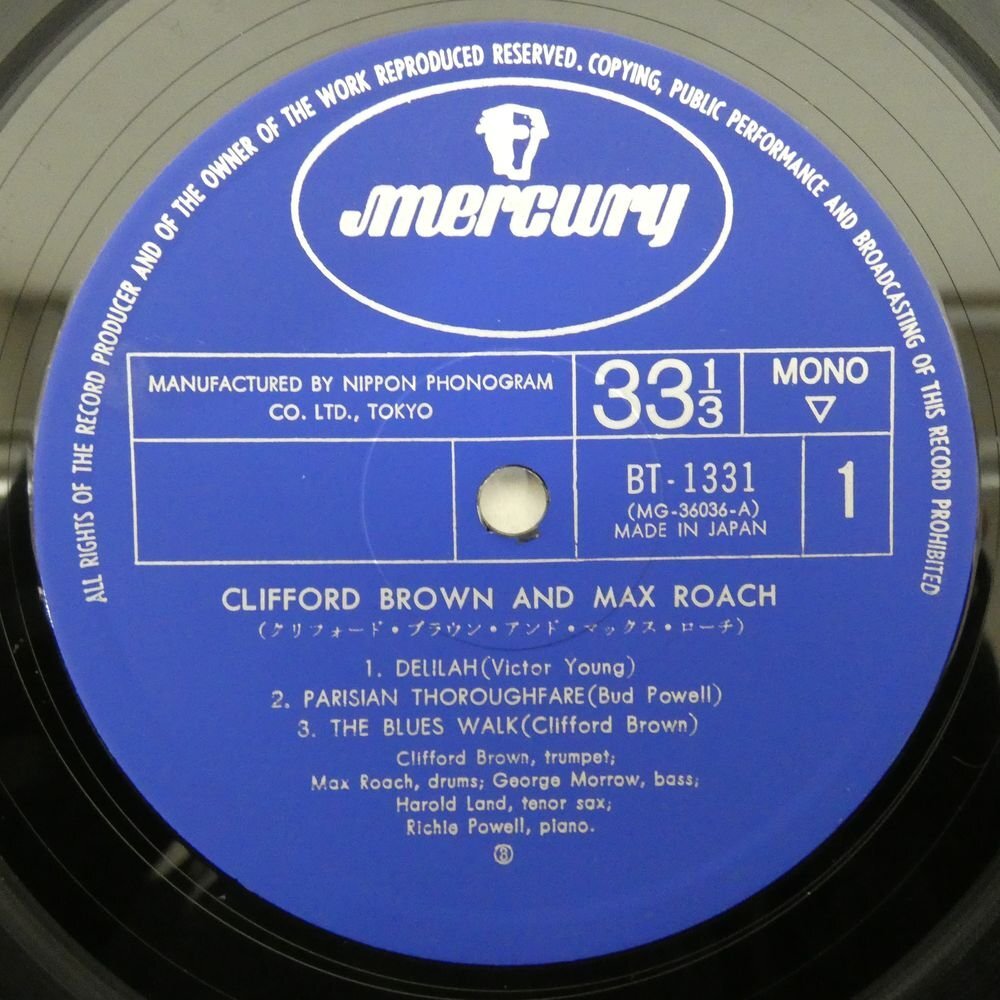 ALL RIGHTS OF THE RECORD PRODUCER AND OF THE OWNER OF THE WORK REPRODUCED RESERVED. COPYING, PUBLIC PERFORMANCE AND BROADCASTING OF THIS RECORD PROHIBITED
mercury
MANUFACTURED BY NIPPON PHONOGRAM
CO. LTD., TOKYO
33 1/3
MONO
▽
BT-1331
(MG-36036-A)
MADE IN JAPAN
1
CLIFFORD BROWN AND MAX ROACH
(クリフォード・ブラウン・アンド・マックス・ローチ)
1. DELILAH(Victor Young)
2. PARISIAN THOROUGHFARE(Bud Powell)
3. THE BLUES WALK(Clifford Brown)
Clifford Brown, trumpet;
Max Roach, drums; George Morrow, bass;
Harold Land, tenor sax;
Richie Powell, piano.